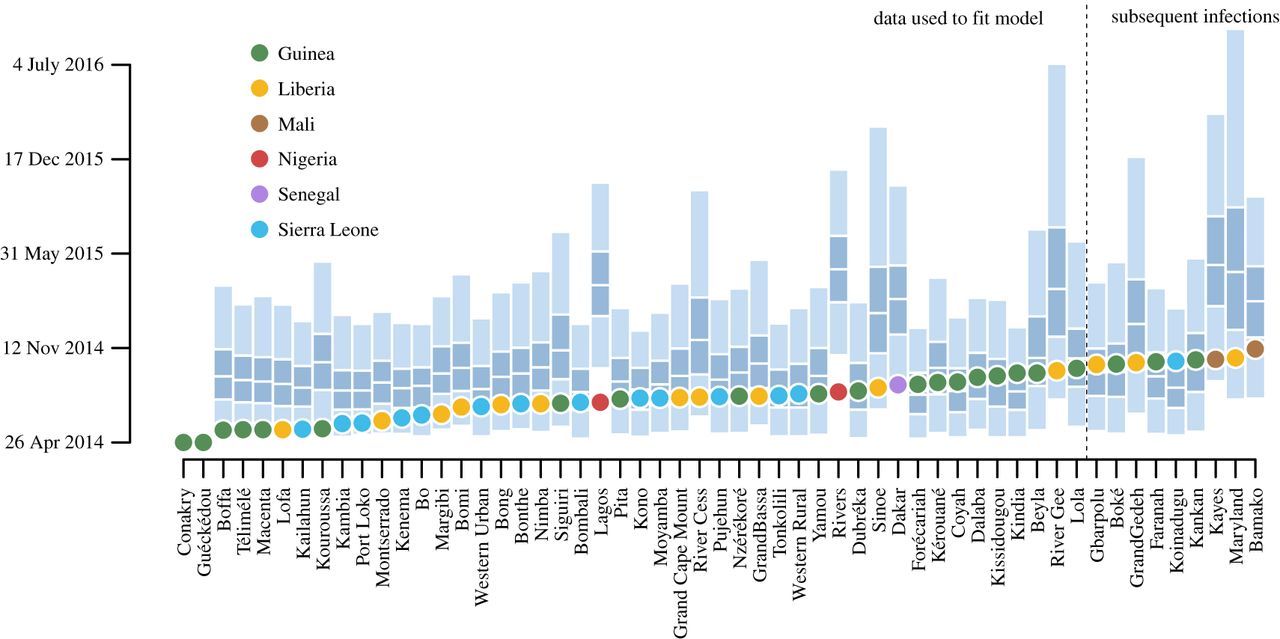 data used to fit model
subsequent infections
4 July 2016
17 Dec 2015
31 May 2015
12 Nov 2014
26 Apr 2014
Guinea
Liberia
Mali
Nigeria
Senegal
Sierra Leone
Conakry
Guéckédou
Boffa
Télimélé
Macenta
Lofa
Kailahun
Kouroussa
Kambia
Port Loko
Montserrado
Kenema
Bo
Margibi
Bomi
Western Urban
Bong
Bonthe
Nimba
Siguiri
Bombali
Lagos
Pita
Kono
Moyamba
Grand Cape Mount
River Cess
Pujehun
Nzérékoré
GrandBassa
Tonkolili
Western Rural
Yamou
Rivers
Dubréka
Sinoe
Dakar
Forécariah
Kérouané
Coyah
Dalaba
Kissidougou
Kindia
Beyla
River Gee
Lola
Gbarpolu
Boké
GrandGedeh
Faranah
Koinadugu
Kankan
Kayes
Maryland
Bamako